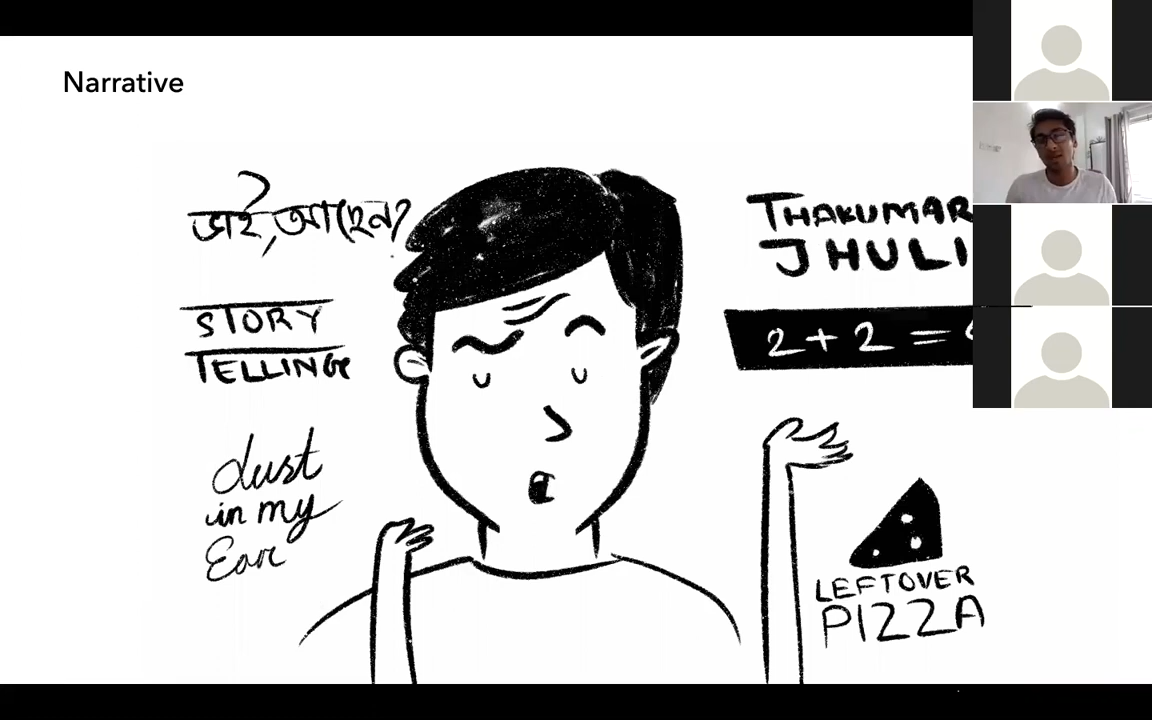 Narrative
ভাই, আছেন?
STORY
TELLING
dust
in my
Ear
THAKUMAR
JHULI
2 + 2 =
LEFTOVER
PIZZA